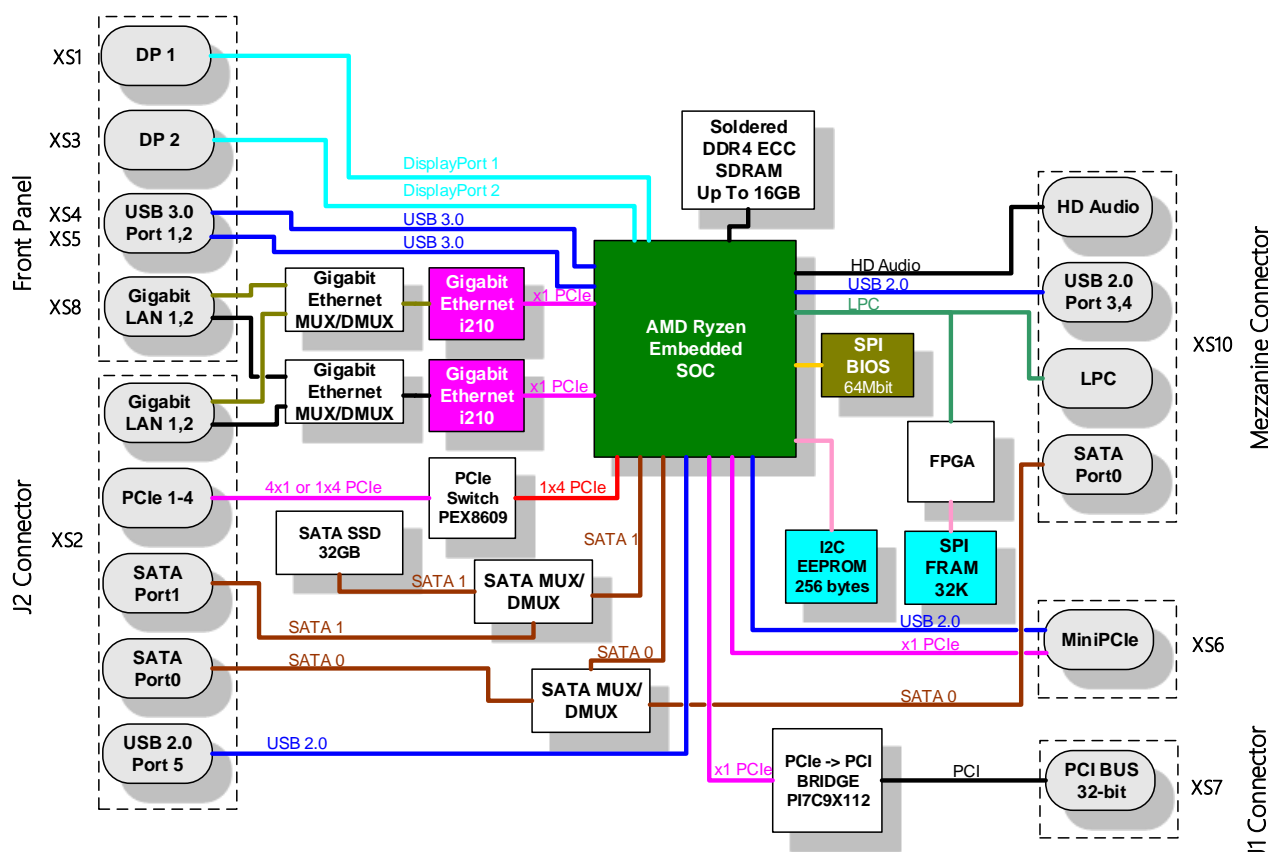 XS1
DP 1
XS3
DP 2
Front Panel
XS4
XS5
USB 3.0
Port 1,2
XS8
Gigabit
LAN 1,2
DisplayPort 1
DisplayPort 2
USB 3.0
USB 3.0
Gigabit
Ethernet
MUX/DMUX
Gigabit
Ethernet
i210
x1 PCIe
Gigabit
Ethernet
MUX/DMUX
Gigabit
Ethernet
i210
x1 PCIe
Soldered
DDR4 ECC
SDRAM
Up To 16GB
AMD Ryzen
Embedded
SOC
HD Audio
USB 2.0
LPC
SPI
BIOS
64Mbit
FPGA
I2C
EEPROM
256 bytes
SPI
FRAM
32K
HD Audio
USB 2.0
Port 3,4
LPC
SATA
Port0
XS10
Mezzanine Connector
J2 Connector
XS2
Gigabit
LAN 1,2
PCIe 1-4
SATA
Port1
SATA
Port0
USB 2.0
Port 5
4x1 or 1x4 PCIe
PCIe
Switch
PEX8609
1x4 PCIe
SATA SSD
32GB
SATA 1
SATA 1
SATA MUX/
DMUX
SATA 1
SATA 0
SATA 0
SATA MUX/
DMUX
SATA 0
USB 2.0
USB 2.0
x1 PCIe
MiniPCIe
XS6
x1 PCIe
PCIe -> PCI
BRIDGE
PI7C9X112
PCI
PCI BUS
32-bit
XS7
J1 Connector